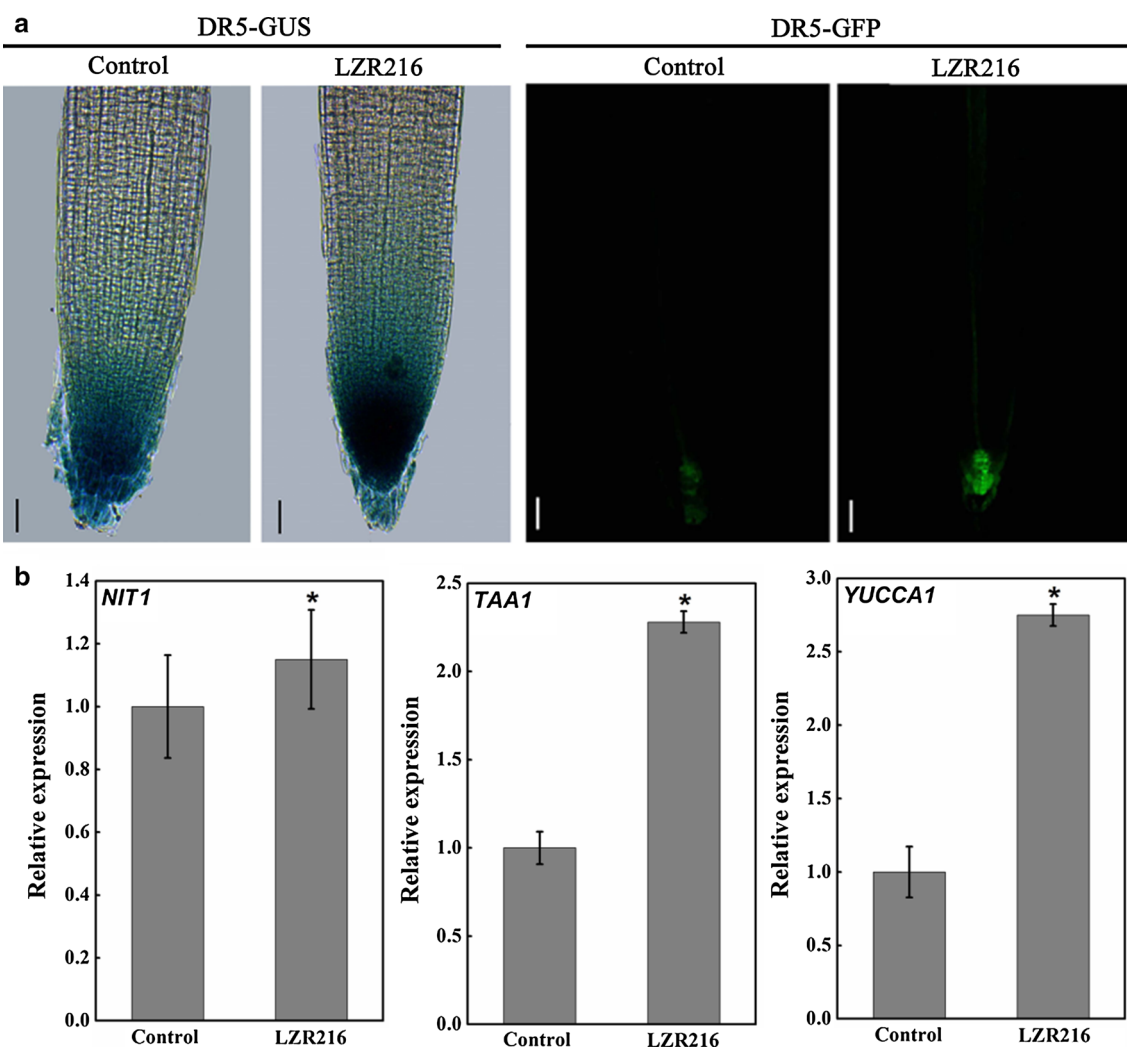 a
DR5-GUS
DR5-GFP
Control
LZR216
Control
LZR216
b
NIT1
*
Relative expression
1.4
1.2
1.0
0.8
0.6
0.4
0.2
0.0
Control
LZR216
TAA1
*
Relative expression
2.5
2.0
1.5
1.0
0.5
0.0
Control
LZR216
YUCCA1
*
Relative expression
3.0
2.5
2.0
1.5
1.0
0.5
0.0
Control
LZR216